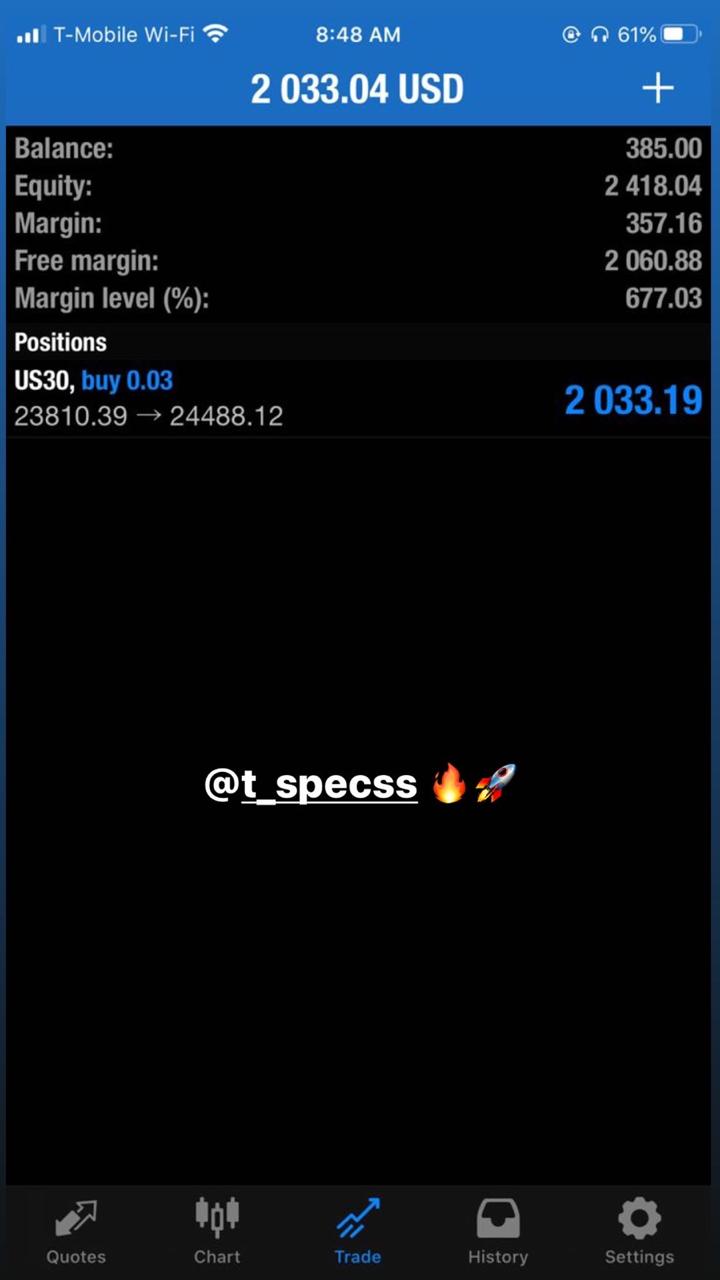 T-Mobile Wi-Fi 8:48 AM 61%
2 033.04 USD +
Balance: 385.00
Equity: 2 418.04
Margin: 357.16
Free margin: 2 060.88
Margin level (%): 677.03
Positions
US30, buy 0.03
23810.39 → 24488.12 2 033.19
@t_specss 🔥🚀
Quotes Chart Trade History Settings